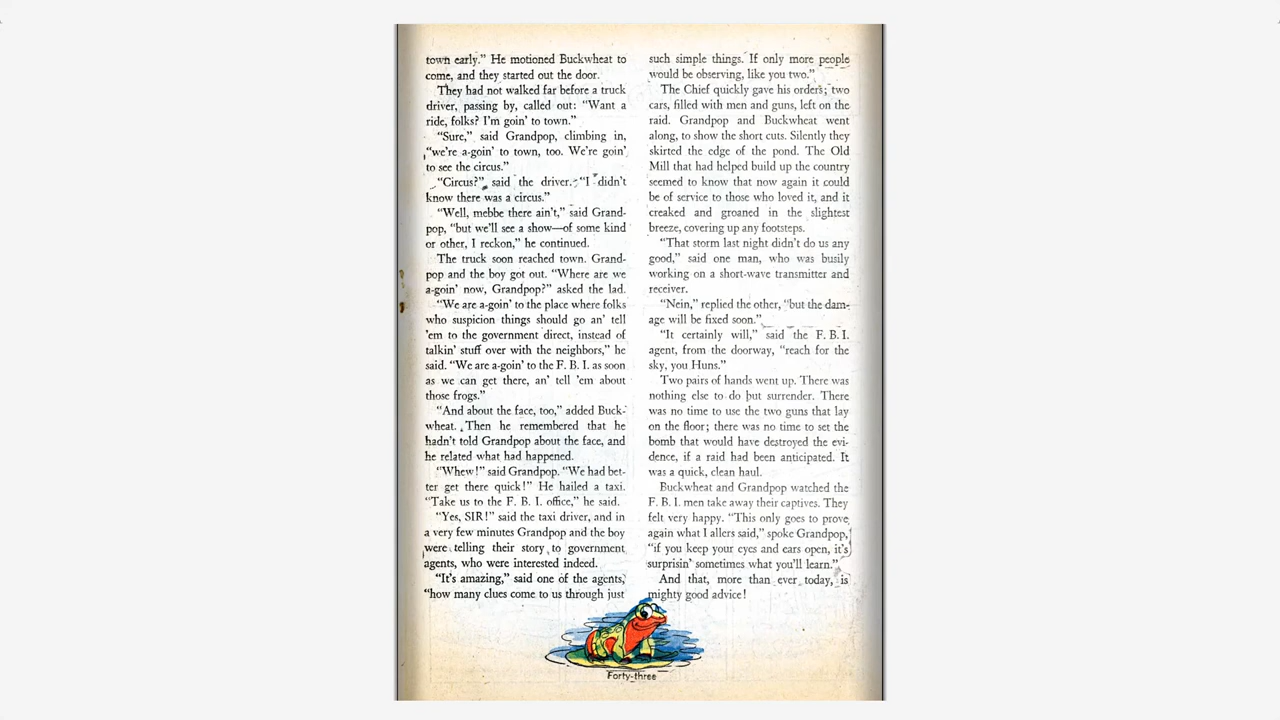 town early.” He motioned Buckwheat to
come, and they started out the door.
They had not walked far before a truck
driver, passing by, called out: “Want a
ride, folks? I’m goin’ to town.”
“Sure,” said Grandpop, climbing in,
“we’re a-goin’ to town, too. We’re goin’
to see the circus.”
“Circus?” said the driver. “I didn’t
know there was a circus.”
“Well, mebbe there ain’t,” said Grand-
pop, “but we’ll see a show—of some kind
or other, I reckon,” he continued.
The truck soon reached town. Grand-
pop and the boy got out. “Where are we
a-goin’ now, Grandpop?” asked the lad.
“We are a-goin’ to the place where folks
who suspicion things should go an’ tell
’em to the government direct, instead of
talkin’ stuff over with the neighbors,” he
said. “We are a-goin’ to the F. B. I. as soon
as we can get there, an’ tell ’em about
those frogs.”
“And about the face, too,” added Buck-
wheat. Then he remembered that he
hadn’t told Grandpop about the face, and
he related what had happened.
“Whew!” said Grandpop. “We had bet-
ter get there quick!” He hailed a taxi.
“Take us to the F. B. I. office,” he said.
“Yes, SIR!” said the taxi driver, and in
a very few minutes Grandpop and the boy
were telling their story to government
agents, who were interested indeed.
“It’s amazing,” said one of the agents,
“how many clues come to us through just
such simple things. If only more people
would be observing, like you two.”
The Chief quickly gave his orders; two
cars, filled with men and guns, left on the
raid. Grandpop and Buckwheat went
along, to show the short cuts. Silently they
skirted the edge of the pond. The Old
Mill that had helped build up the country
seemed to know that now again it could
be of service to those who loved it, and it
creaked and groaned in the slightest
breeze, covering up any footsteps.
“That storm last night didn’t do us any
good,” said one man, who was busily
working on a short-wave transmitter and
receiver.
“Nein,” replied the other, “but the dam-
age will be fixed soon.”
“It certainly will,” said the F. B. I.
agent, from the doorway, “reach for the
sky, you Huns.”
Two pairs of hands went up. There was
nothing else to do but surrender. There
was no time to use the two guns that lay
on the floor; there was no time to set the
bomb that would have destroyed the evi-
dence, if a raid had been anticipated. It
was a quick, clean haul.
Buckwheat and Grandpop watched the
F. B. I. men take away their captives. They
felt very happy. “This only goes to prove
again what I allers said,” spoke Grandpop,
“if you keep your eyes and ears open, it’s
surprisin’ sometimes what you’ll learn.”
And that, more than ever today, is
mighty good advice!
Forty-three